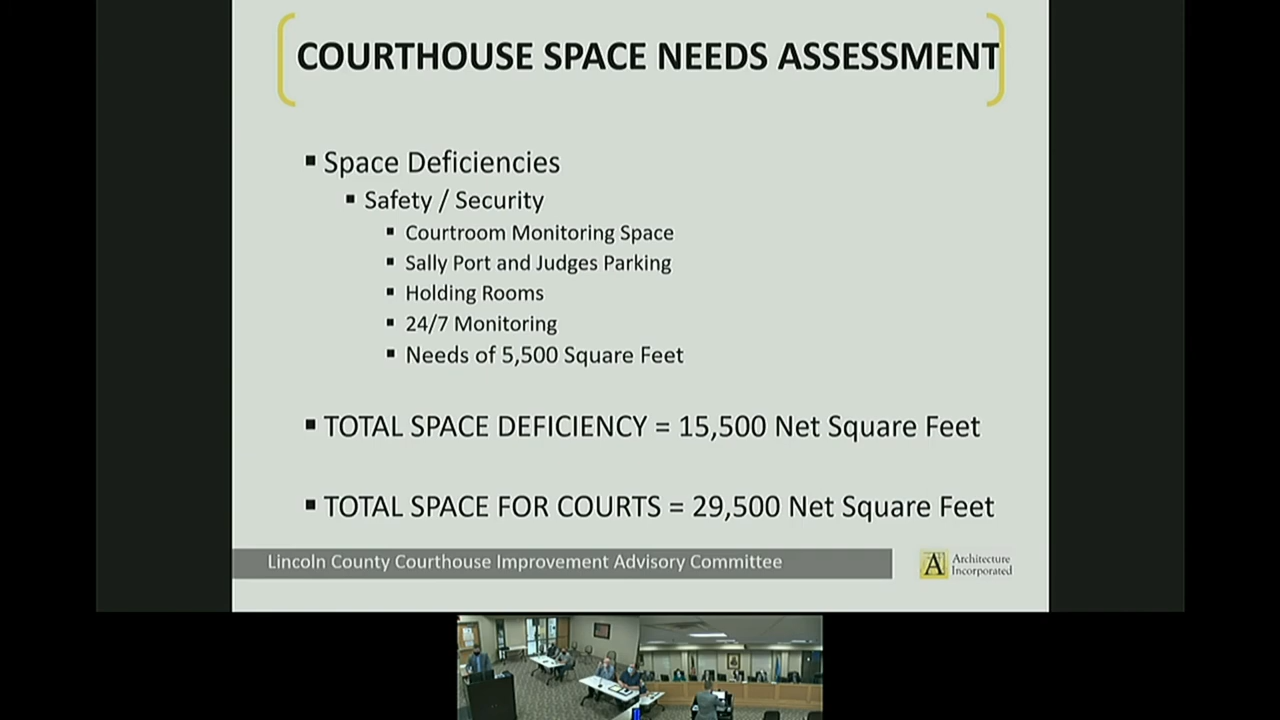 COURTHOUSE SPACE NEEDS ASSESSMENT
Space Deficiencies
Safety / Security
Courtroom Monitoring Space
Sally Port and Judges Parking
Holding Rooms
24/7 Monitoring
Needs of 5,500 Square Feet
TOTAL SPACE DEFICIENCY = 15,500 Net Square Feet
TOTAL SPACE FOR COURTS = 29,500 Net Square Feet
Lincoln County Courthouse Improvement Advisory Committee
A
Architecture
Incorporated